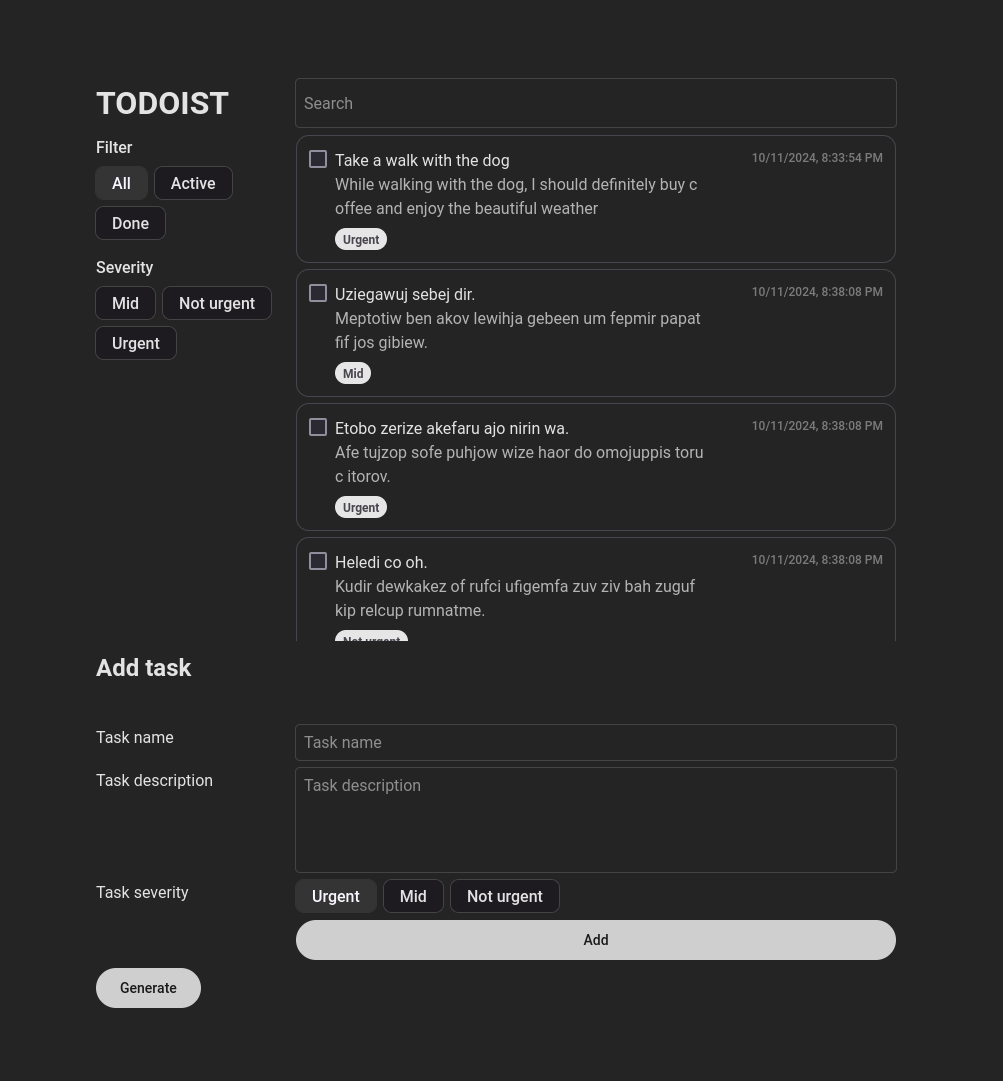 TODOIST
Filter
All
Active
Done
Severity
Mid
Not urgent
Urgent
Search
Take a walk with the dog
10/11/2024, 8:33:54 PM
While walking with the dog, I should definitely buy c
offee and enjoy the beautiful weather
Urgent
Uziegawuj sebej dir.
10/11/2024, 8:38:08 PM
Meptotiw ben akov lewihja gebeen um fepmir papat
fif jos gibiew.
Mid
Etobo zerize akefaru ajo nirin wa.
10/11/2024, 8:38:08 PM
Afe tujzop sofe puhjow wize haor do omojuppis toru
c itorov.
Urgent
Heledi co oh.
10/11/2024, 8:38:08 PM
Kudir dewkakez of rufci ufigemfa zuv ziv bah zuguf
kip relcup rumnatme.
Not urgent
Add task
Task name
Task name
Task description
Task description
Task severity
Urgent
Mid
Not urgent
Add
Generate